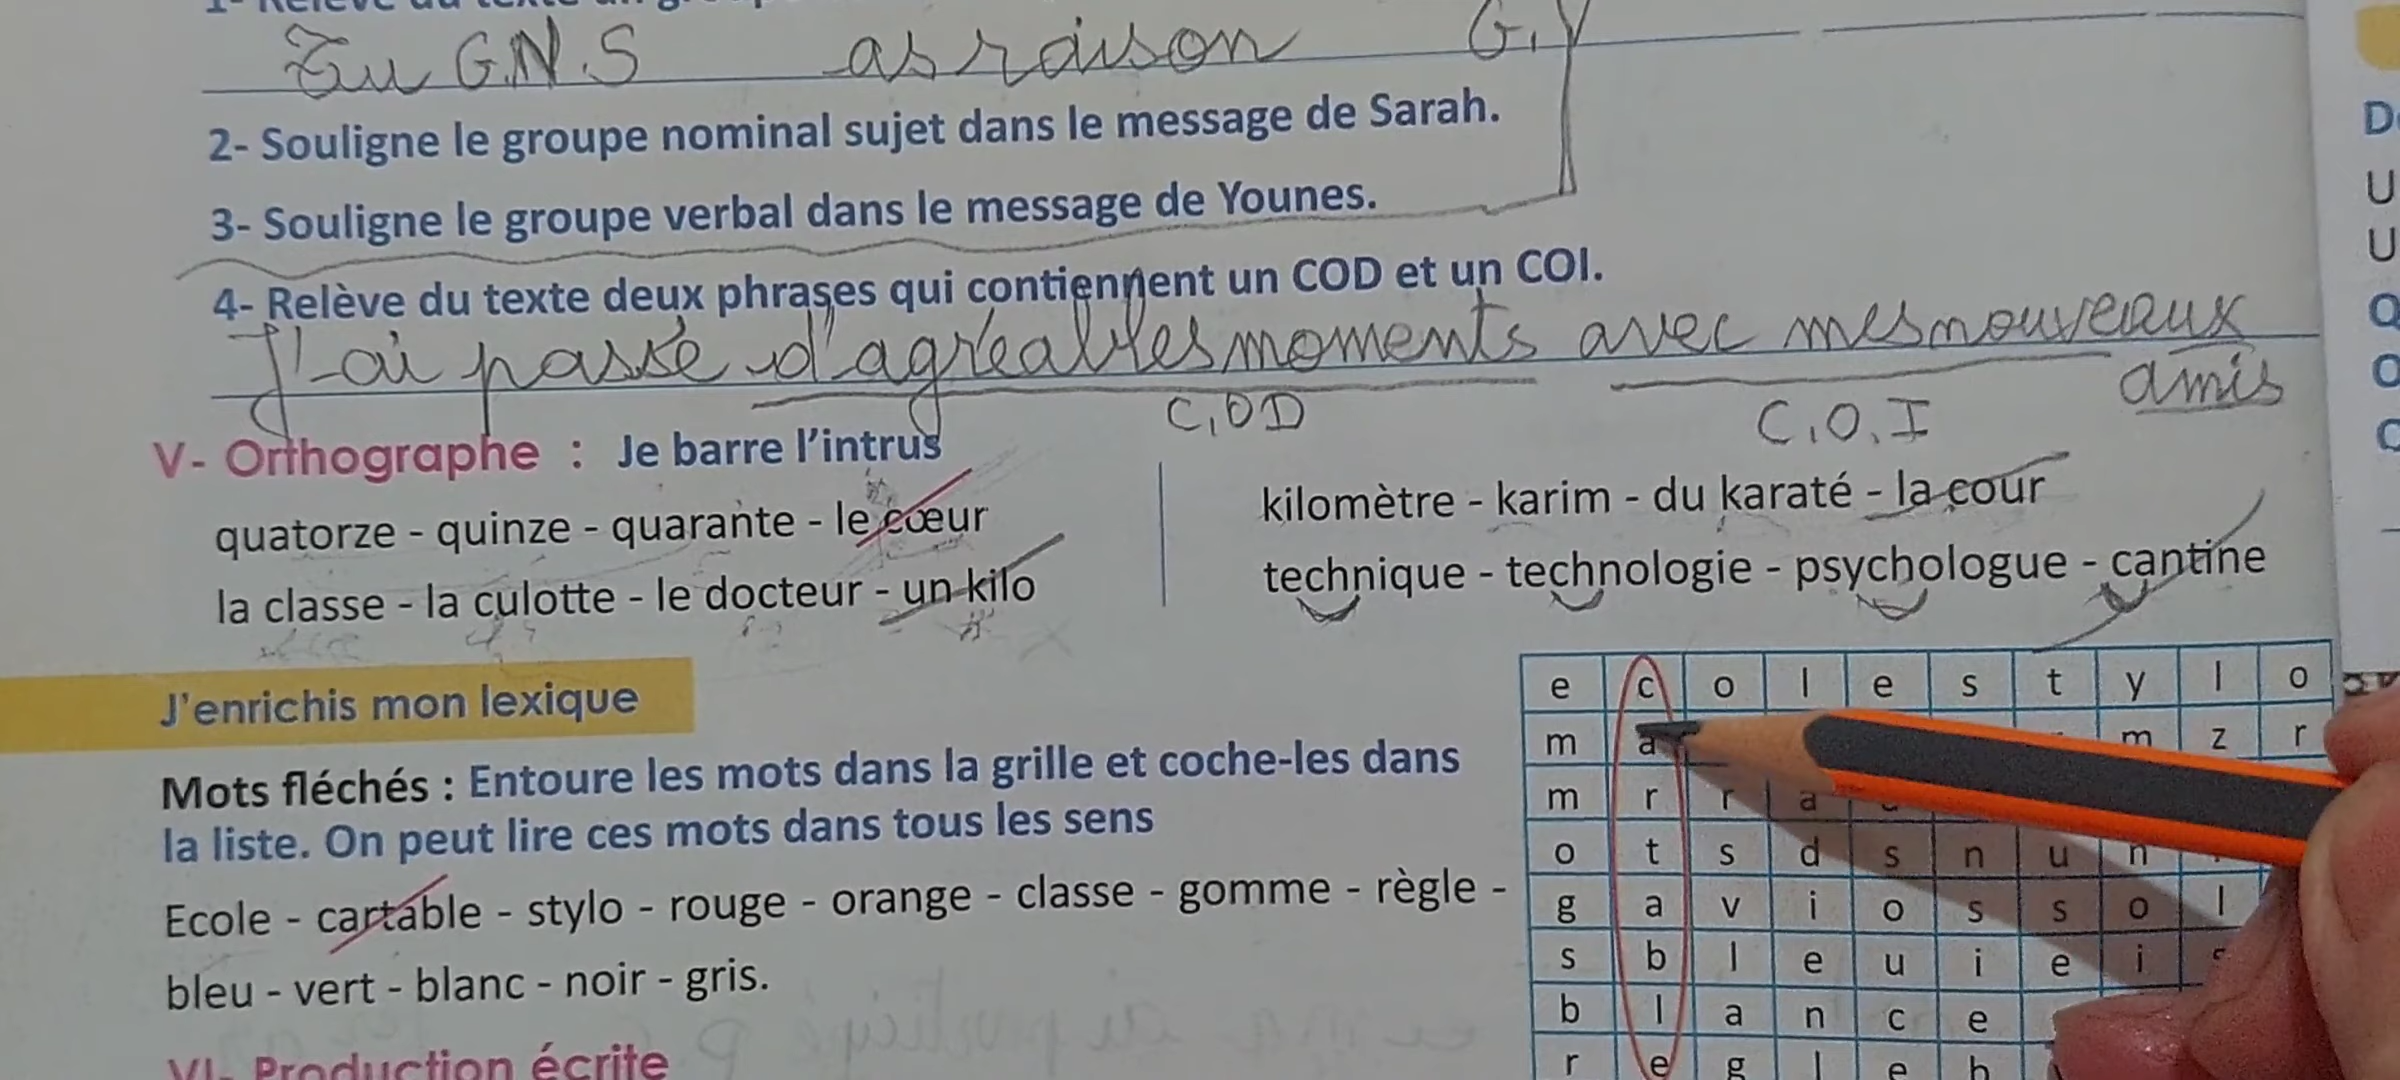 Tu G.N.S as raison G.V
2- Souligne le groupe nominal sujet dans le message de Sarah.
3- Souligne le groupe verbal dans le message de Younes.
4- Relève du texte deux phrases qui contiennent un COD et un COI.
J'ai passé d'agréables moments avec mes nouveaux
amis
C.O.D C.O.I
V- Orthographe : Je barre l'intrus
quatorze - quinze - quarante - le cœur
la classe - la culotte - le docteur - un kilo
kilomètre - karim - du karaté - la cour
technique - technologie - psychologue - cantine
J'enrichis mon lexique
Mots fléchés : Entoure les mots dans la grille et coche-les dans
la liste. On peut lire ces mots dans tous les sens
Ecole - cartable - stylo - rouge - orange - classe - gomme - règle -
bleu - vert - blanc - noir - gris.
VI- Production écrite
e c o l e s t y l o
m a m z r
m r r a
o t s d s n u n
g a v i o s s o l
s b l e u i e i
b l a n c e
r e g l e h